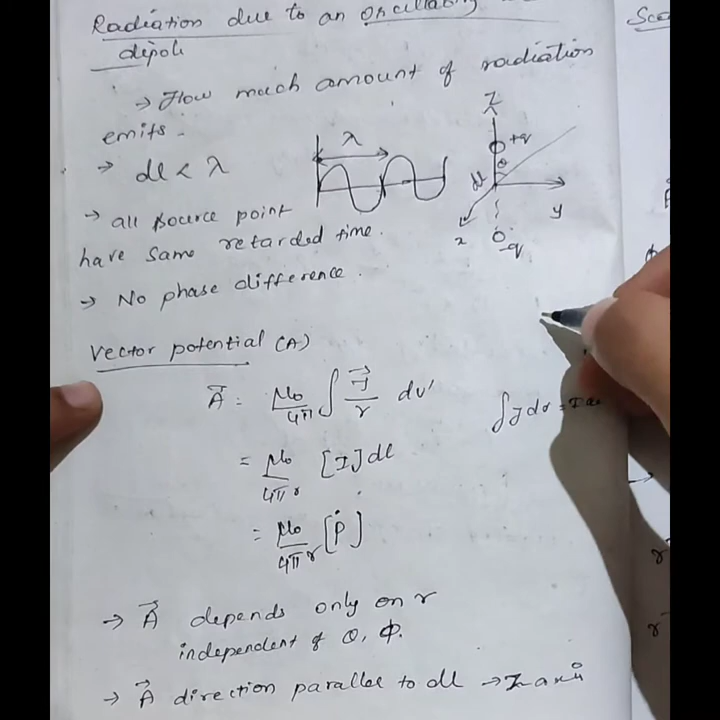 Radiation due to an oscillating
dipole
→ How much amount of radiation
emits -
→ dl < λ
λ
Z
+q
θ
dl
y
x
-q
→ all source point
have same retarded time.
→ No phase difference.
Vector potential (A)
A⃗ = μ₀/4π ∫ J⃗/r dv'
∫Jdv =
= μ₀/4πr [I]dl
= μ₀/4πr [Ṗ]
→ A⃗ depends only on r
independent of θ, Φ.
→ A⃗ direction parallel to dl → Z axis